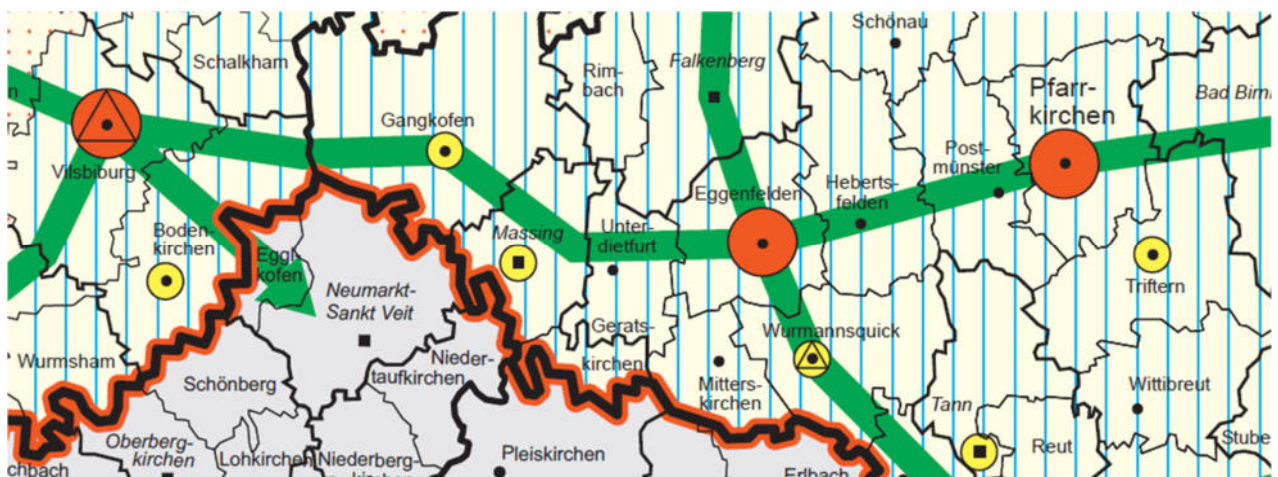 Schönau
Schalkham
Falkenberg
Rim-
bach
Pfarr-
kirchen
Bad Birn
n
Gangkofen
Vilsbiburg
Post-
münster
Eggenfelden
Heberts-
felden
Boden-
kirchen
Massing
Unter-
dietfurt
Eggl-
kofen
Triftern
Neumarkt-
Sankt Veit
Gerats-
kirchen
Wurmannsquick
Wurmsham
Nieder-
taufkirchen
Schönberg
Mitters-
kirchen
Wittibreut
Tann
Oberberg-
kirchen
Lohkirchen
Niederberg-
kirchen
Pleiskirchen
Reut
Stube
chbach
Erlbach